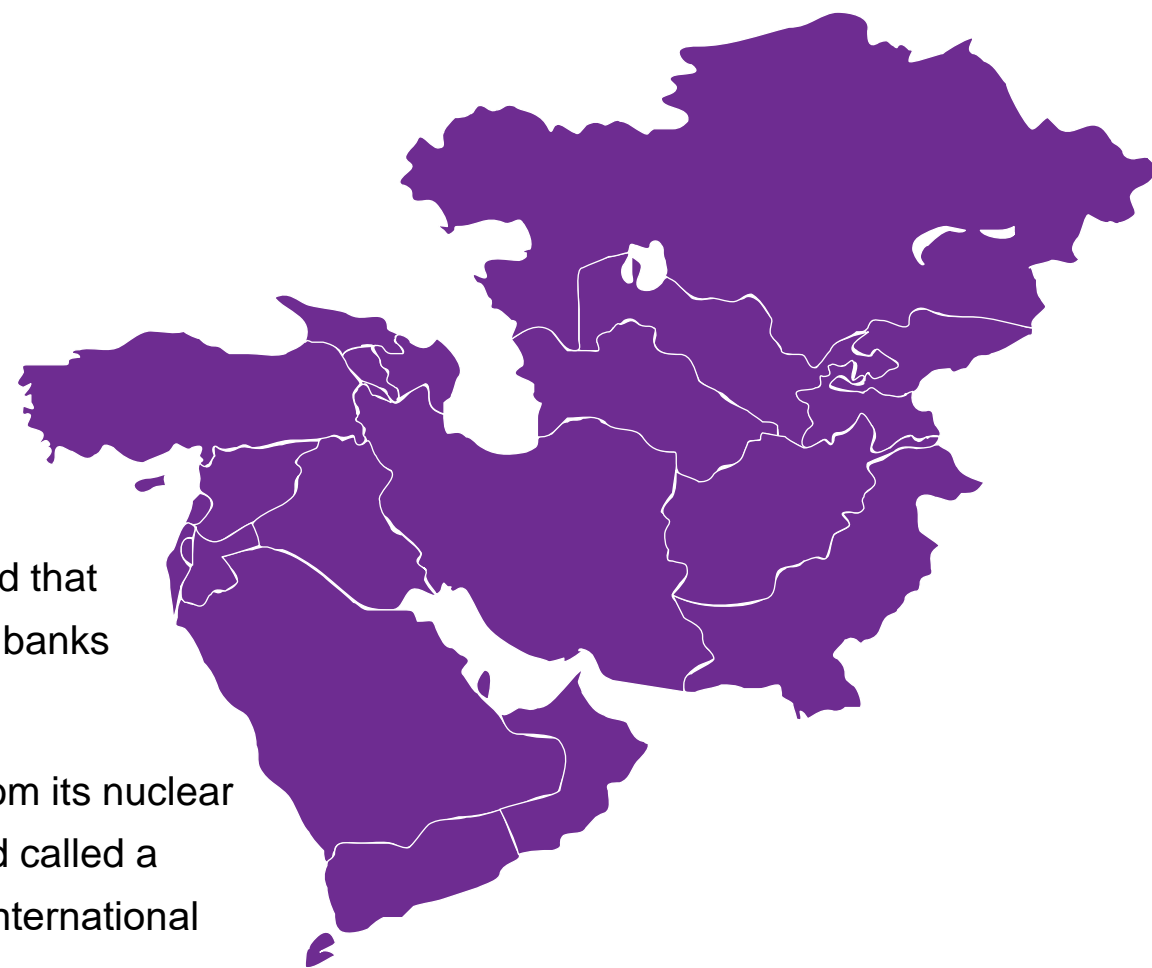 d that
banks
om its nuclear
d called a
nternational